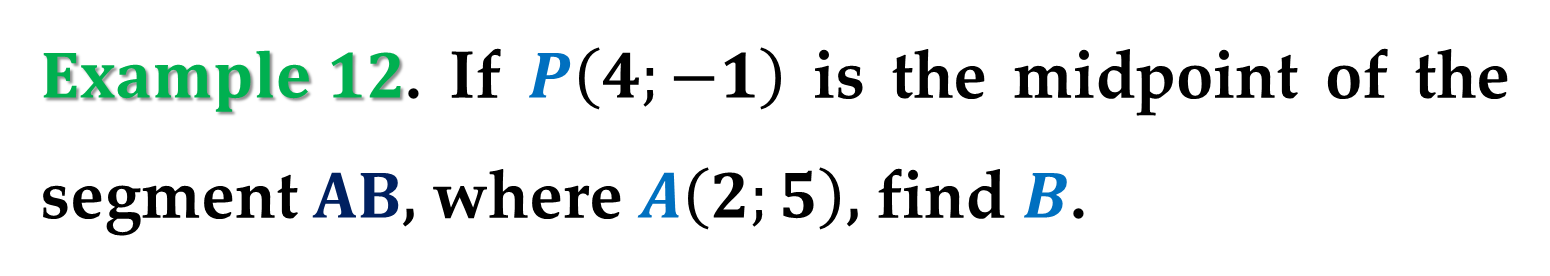 Example 12. If P(4; −1) is the midpoint of the
segment AB, where A(2; 5), find B.